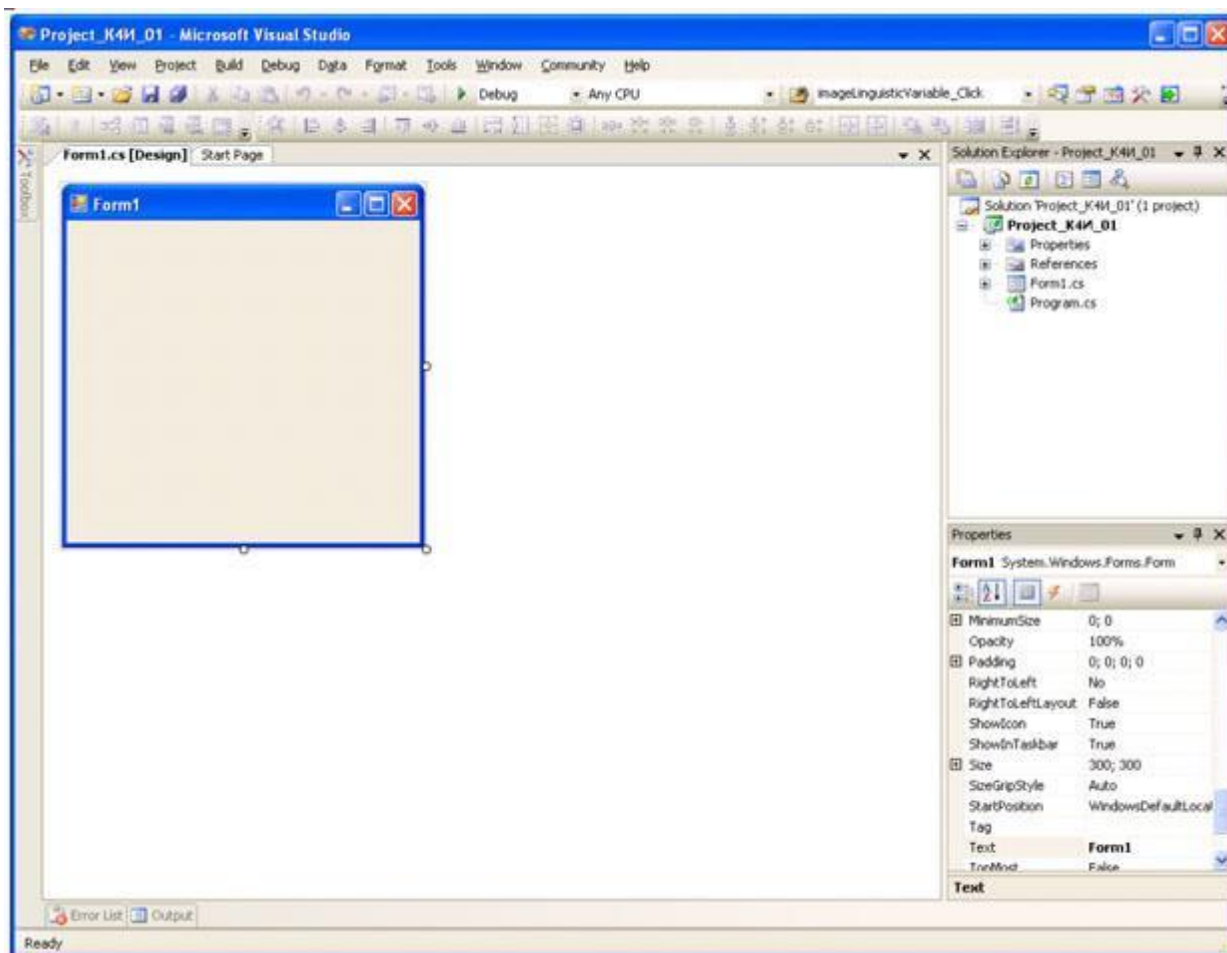 Project_К4И_01 - Microsoft Visual Studio
File Edit View Project Build Debug Data Format Tools Window Community Help
Debug Any CPU imageLinguisticVariable_Click
Toolbox
Form1.cs [Design] Start Page
Form1
Solution Explorer - Project_К4И_01
Solution 'Project_К4И_01' (1 project)
Project_К4И_01
Properties
References
Form1.cs
Program.cs
Properties
Form1 System.Windows.Forms.Form
MinimumSize 0; 0
Opacity 100%
Padding 0; 0; 0; 0
RightToLeft No
RightToLeftLayout False
ShowIcon True
ShowInTaskbar True
Size 300; 300
SizeGripStyle Auto
StartPosition WindowsDefaultLocat
Tag
Text Form1
TopMost False
Text
Error List Output
Ready